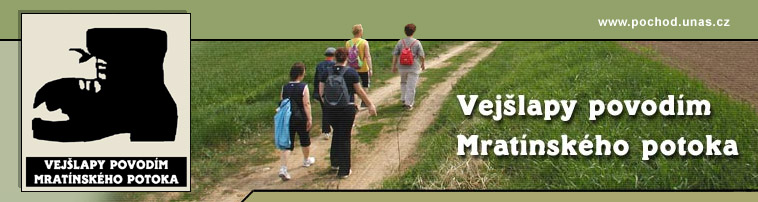 www.pochod.unas.cz
Vejšlapy povodím
Mratínského potoka
VEJŠLAPY POVODÍM
MRATÍNSKÉHO POTOKA